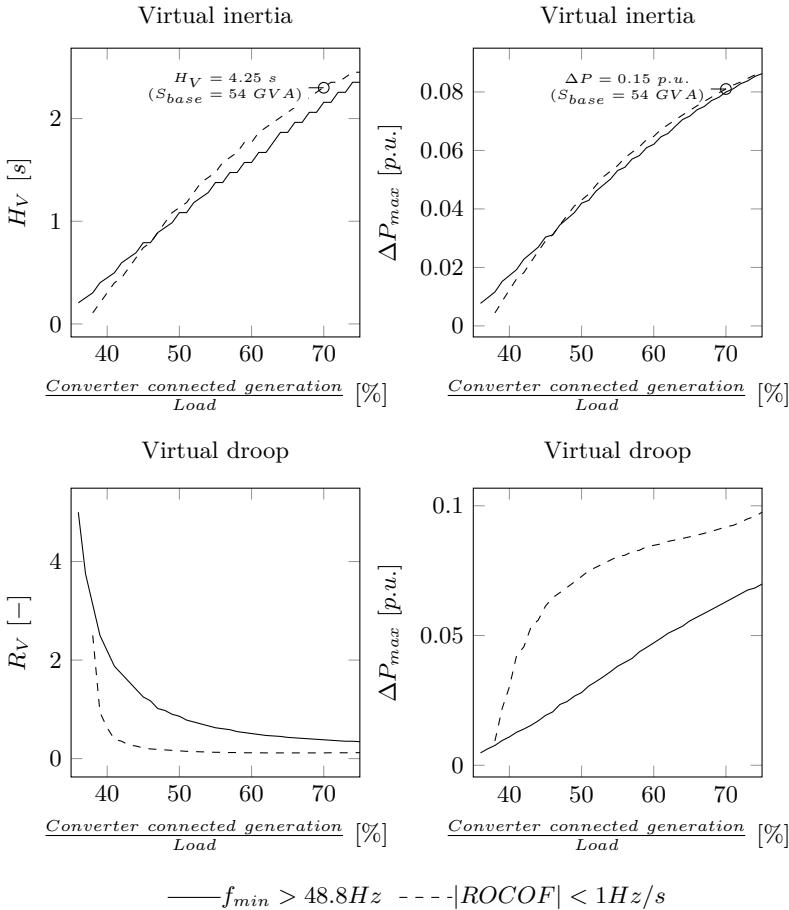 Virtual inertia
H_V = 4.25 s
(S_base = 54 GVA)
H_V [s]
2
1
0
40 50 60 70
Converter connected generation
Load
[%]
Virtual inertia
ΔP = 0.15 p.u.
(S_base = 54 GVA)
ΔP_max [p.u.]
0.08
0.06
0.04
0.02
0
40 50 60 70
Converter connected generation
Load
[%]
Virtual droop
R_V [−]
4
2
0
40 50 60 70
Converter connected generation
Load
[%]
Virtual droop
ΔP_max [p.u.]
0.1
0.05
0
40 50 60 70
Converter connected generation
Load
[%]
f_min > 48.8Hz |ROCOF| < 1Hz/s